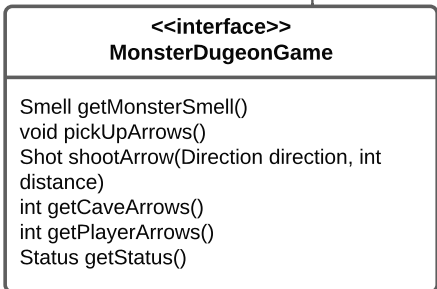 <<interface>>
MonsterDugeonGame
Smell getMonsterSmell()
void pickUpArrows()
Shot shootArrow(Direction direction, int
distance)
int getCaveArrows()
int getPlayerArrows()
Status getStatus()